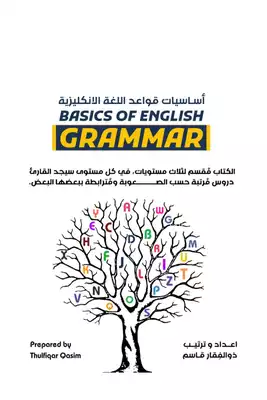 أساسيات قواعد اللغة الانكليزية
BASICS OF ENGLISH
GRAMMAR
الكتاب مُقسم لثلاث مستويات، في كل مستوى سيجد القارئ
دروس مُرتبة حسب الصعوبة ومُترابطة ببعضها البعض.
Prepared by
Thulfiqar Qasim
اعداد و ترتيب
ذوالفقار قاسم